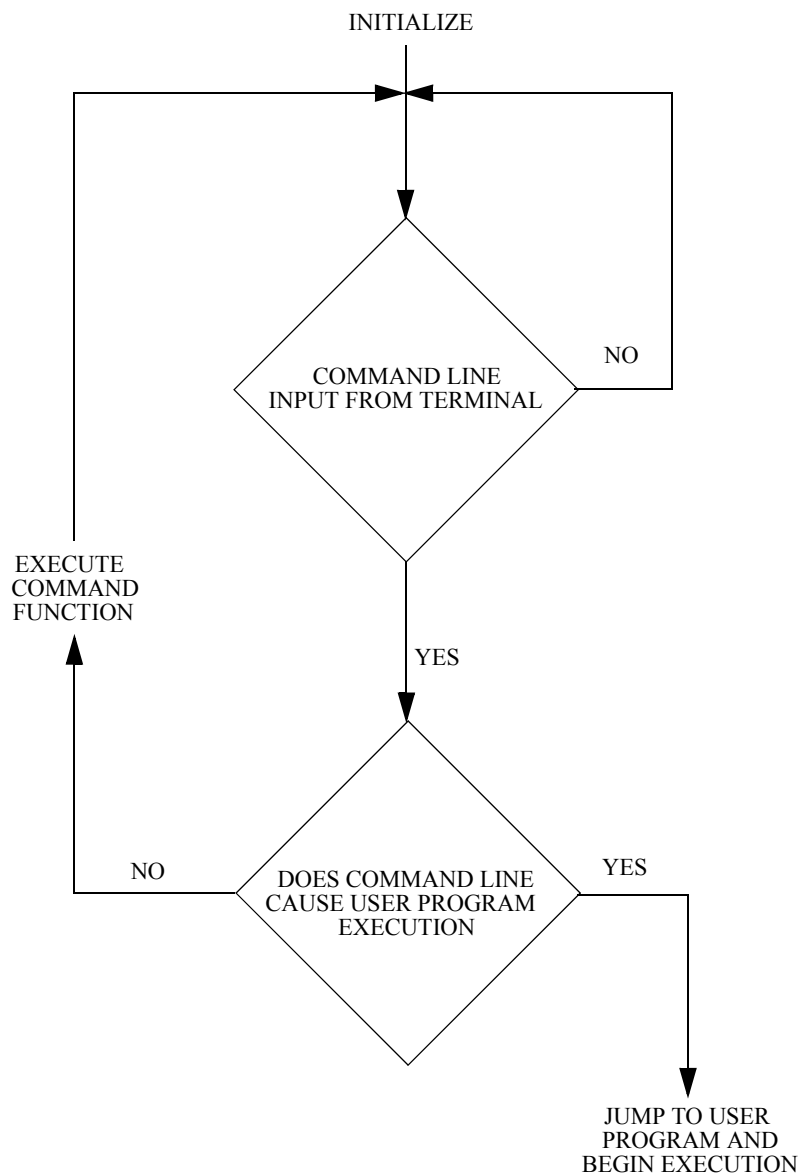 INITIALIZE
NO
COMMAND LINE
INPUT FROM TERMINAL
EXECUTE
COMMAND
FUNCTION
YES
NO
YES
DOES COMMAND LINE
CAUSE USER PROGRAM
EXECUTION
JUMP TO USER
PROGRAM AND
BEGIN EXECUTION